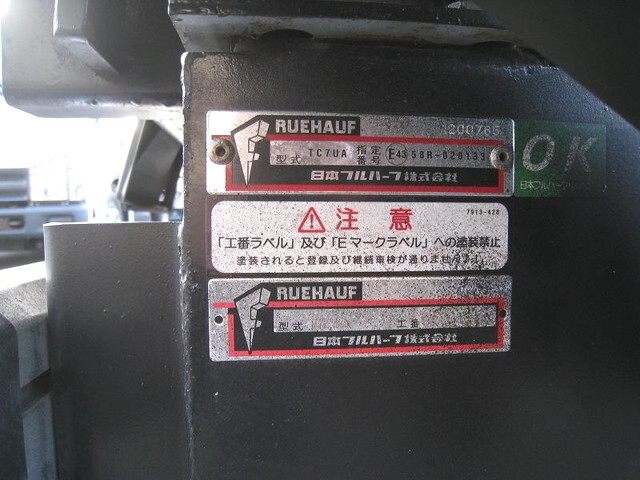 RUEHAUF
200765
型式 TC7UA 指定番号 E43 58R-020133
日本フルハーフ株式会社
OK
日本フルハーフ
⚠注意
7913-428
「工番ラベル」及び「Eマークラベル」への塗装禁止
塗装されると登録及び継続車検が通りません。
RUEHAUF
型式 工番
日本フルハーフ株式会社